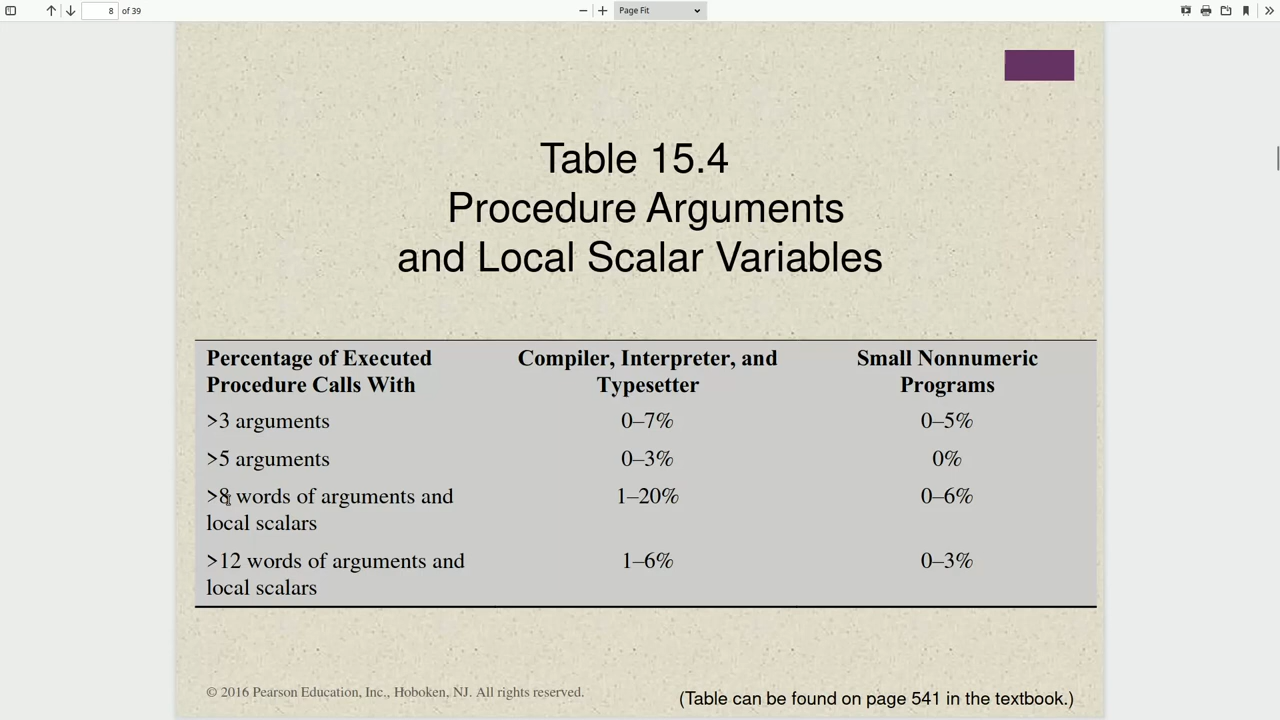 8 of 39 Page Fit
Table 15.4
Procedure Arguments
and Local Scalar Variables
Percentage of Executed Compiler, Interpreter, and Small Nonnumeric
Procedure Calls With Typesetter Programs
>3 arguments 0–7% 0–5%
>5 arguments 0–3% 0%
>8 words of arguments and 1–20% 0–6%
local scalars
>12 words of arguments and 1–6% 0–3%
local scalars
© 2016 Pearson Education, Inc., Hoboken, NJ. All rights reserved.
(Table can be found on page 541 in the textbook.)